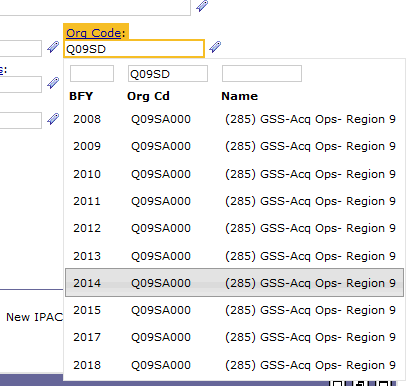 Org Code:
Q09SD
s:
Q09SD
BFY Org Cd Name
2008 Q09SA000 (285) GSS-Acq Ops- Region 9
2009 Q09SA000 (285) GSS-Acq Ops- Region 9
2010 Q09SA000 (285) GSS-Acq Ops- Region 9
2011 Q09SA000 (285) GSS-Acq Ops- Region 9
2012 Q09SA000 (285) GSS-Acq Ops- Region 9
2013 Q09SA000 (285) GSS-Acq Ops- Region 9
2014 Q09SA000 (285) GSS-Acq Ops- Region 9
2015 Q09SA000 (285) GSS-Acq Ops- Region 9
New IPAC
2017 Q09SA000 (285) GSS-Acq Ops- Region 9
2018 Q09SA000 (285) GSS-Acq Ops- Region 9